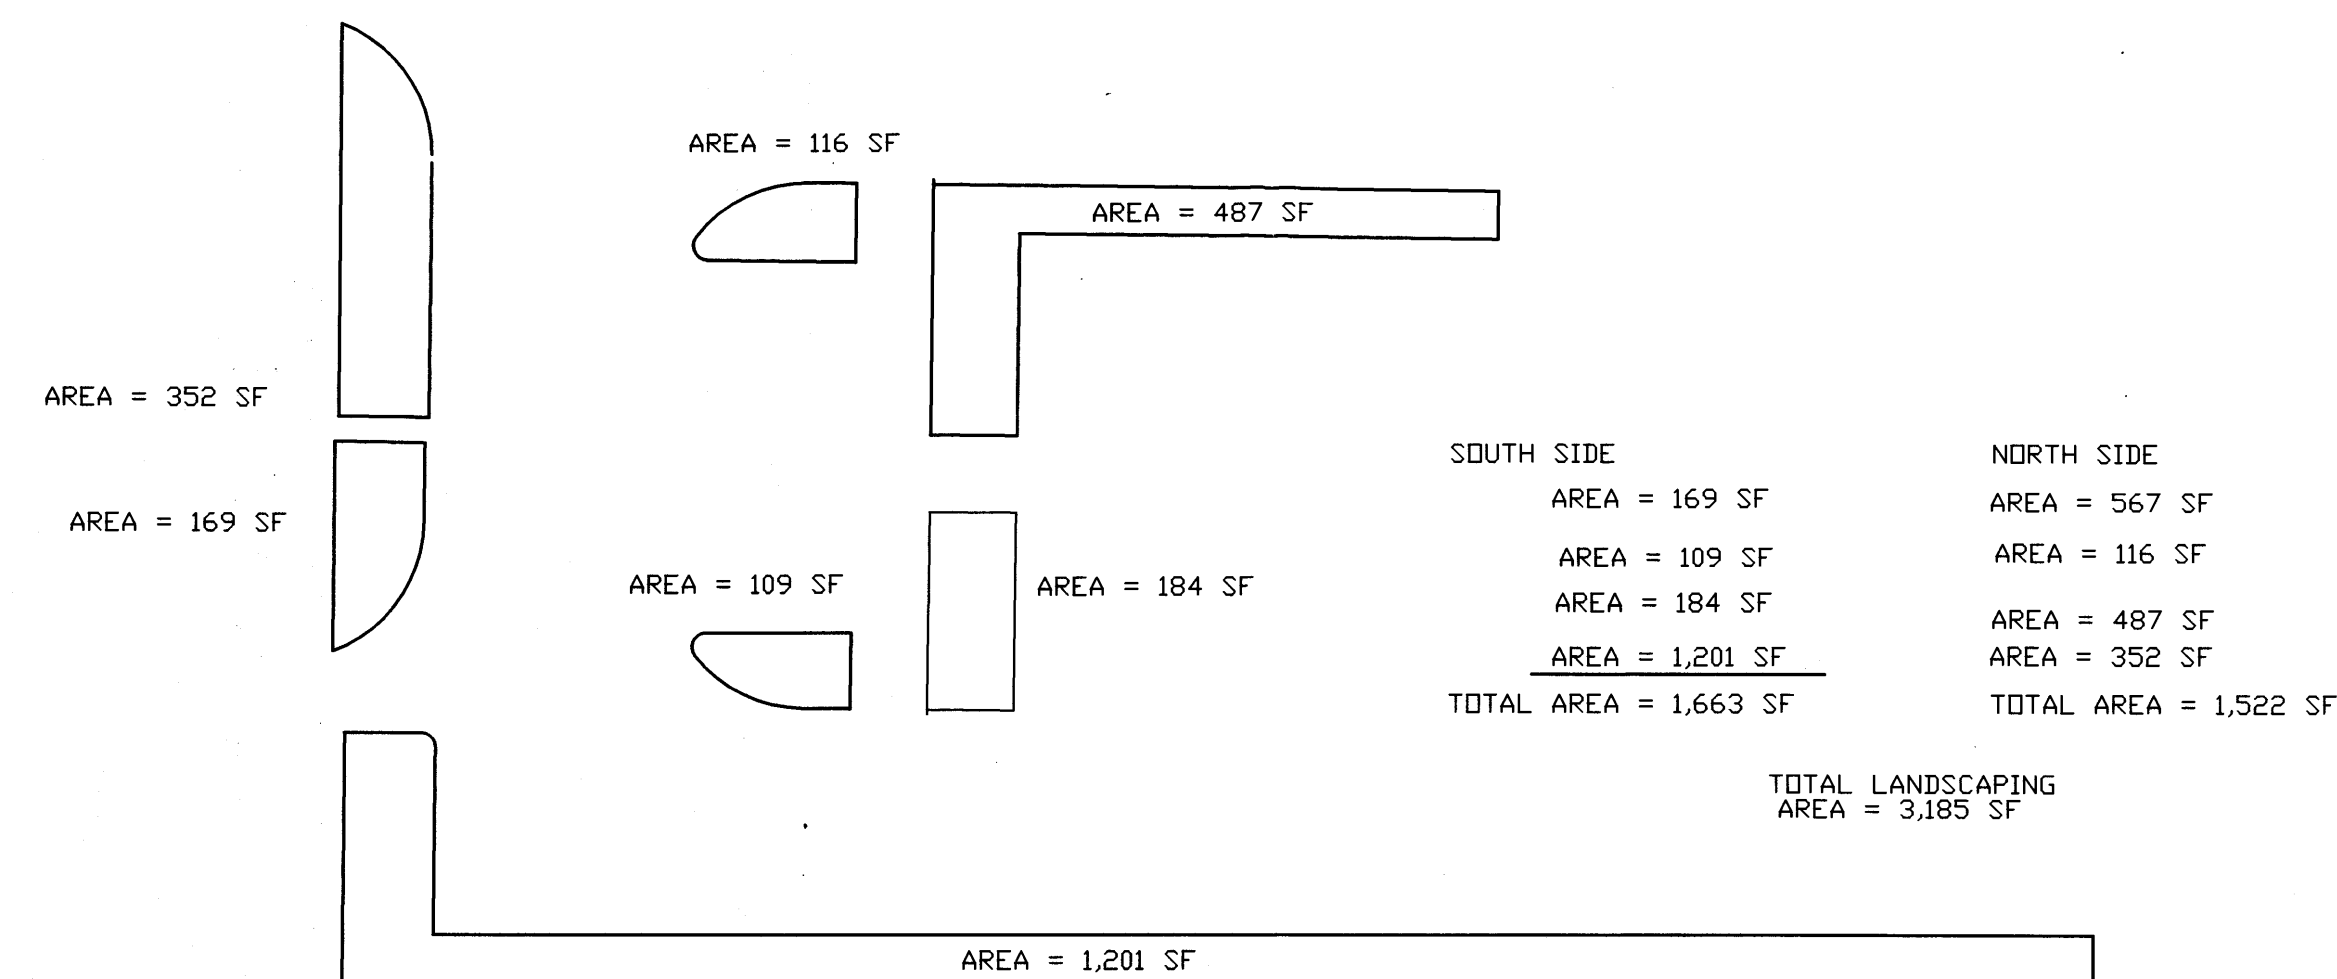 AREA = 116 SF
AREA = 487 SF
AREA = 352 SF
AREA = 169 SF
AREA = 109 SF
AREA = 184 SF
SOUTH SIDE
AREA = 169 SF
AREA = 109 SF
AREA = 184 SF
AREA = 1,201 SF
TOTAL AREA = 1,663 SF
NORTH SIDE
AREA = 567 SF
AREA = 116 SF
AREA = 487 SF
AREA = 352 SF
TOTAL AREA = 1,522 SF
TOTAL LANDSCAPING
AREA = 3,185 SF
AREA = 1,201 SF